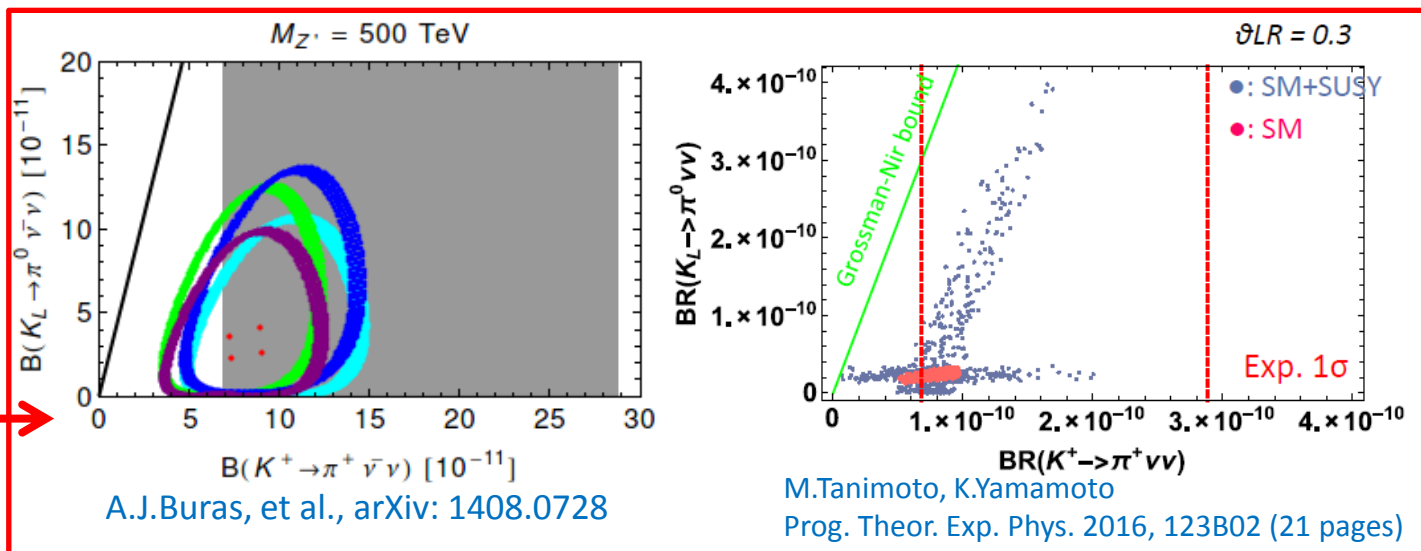 M_Z' = 500 TeV
20
15
10
5
0
B(K_L→π⁰ ν̄ ν) [10⁻¹¹]
0 5 10 15 20 25 30
B(K⁺→π⁺ ν̄ ν) [10⁻¹¹]
A.J.Buras, et al., arXiv: 1408.0728
ϑLR = 0.3
4.×10⁻¹⁰
3.×10⁻¹⁰
2.×10⁻¹⁰
1.×10⁻¹⁰
0
BR(K_L->π⁰νν)
Grossman-Nir bound
●: SM+SUSY
●: SM
Exp. 1σ
0 1.×10⁻¹⁰ 2.×10⁻¹⁰ 3.×10⁻¹⁰ 4.×10⁻¹⁰
BR(K⁺->π⁺νν)
M.Tanimoto, K.Yamamoto
Prog. Theor. Exp. Phys. 2016, 123B02 (21 pages)